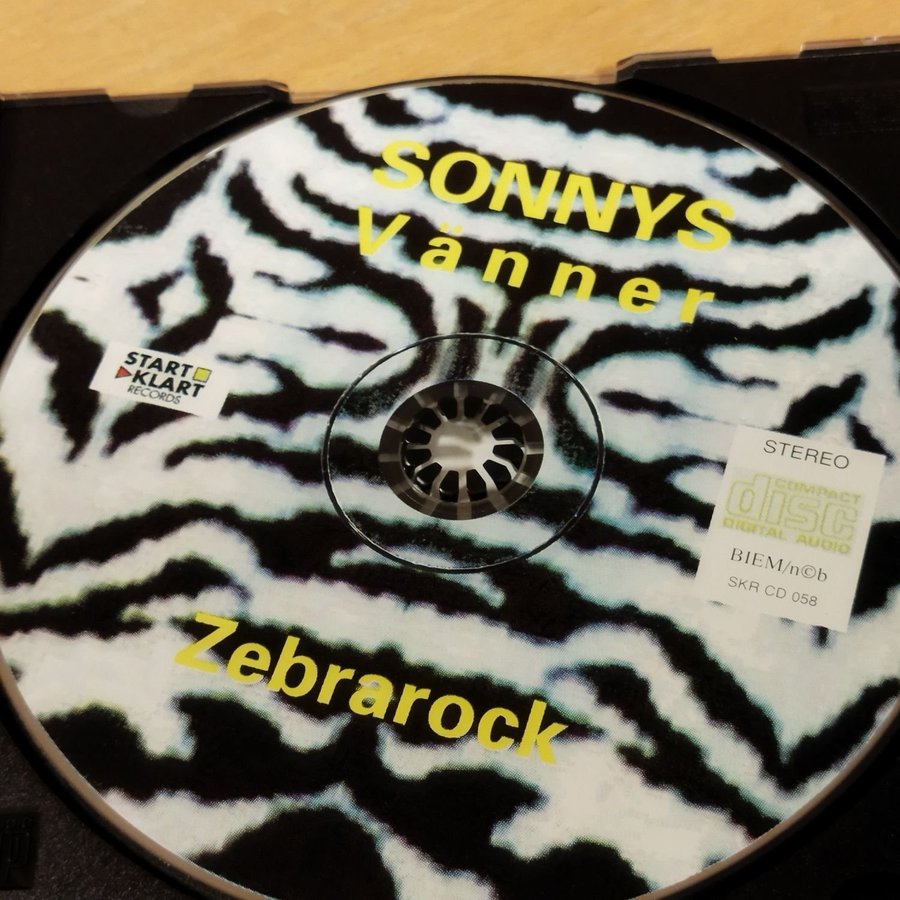 SONNYS
Vänner
START
KLART
RECORDS
STEREO
COMPACT
disc
DIGITAL AUDIO
BIEM/n©b
SKR CD 058
Zebrarock